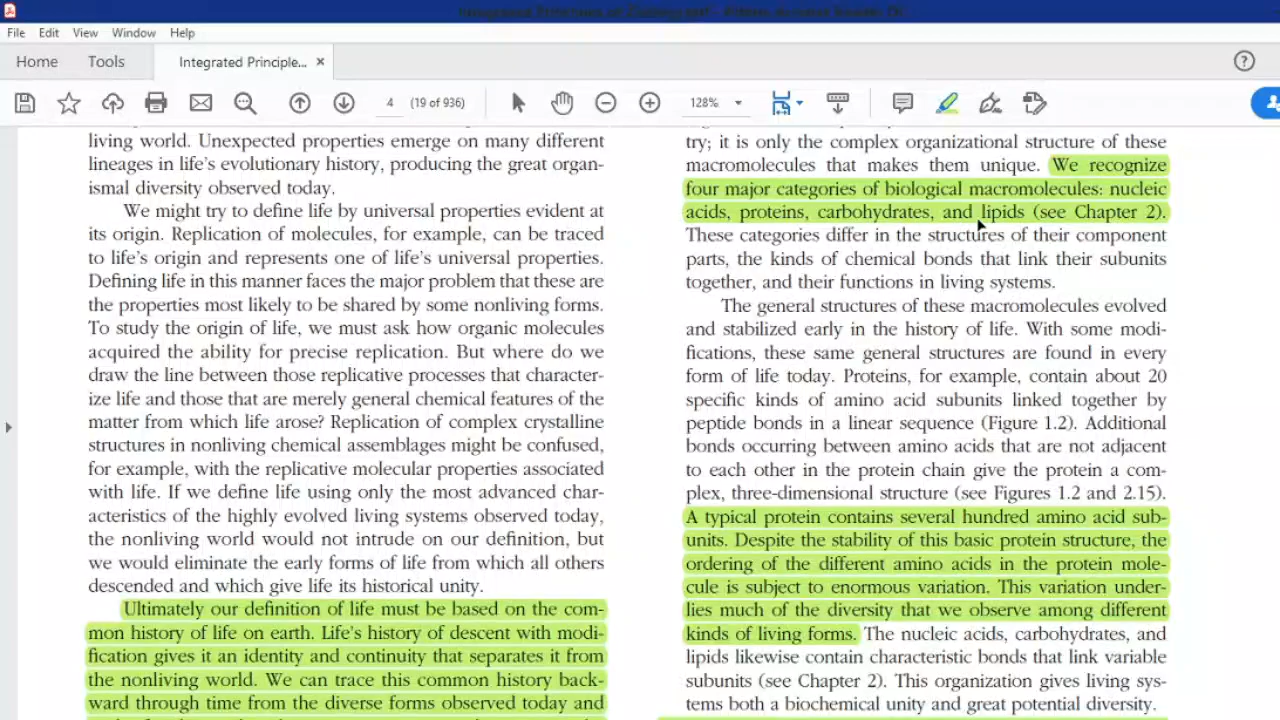 File Edit View Window Help
Home Tools Integrated Principle... ×
4 (19 of 936) 128%
living world. Unexpected properties emerge on many different
lineages in life's evolutionary history, producing the great organ-
ismal diversity observed today.
We might try to define life by universal properties evident at
its origin. Replication of molecules, for example, can be traced
to life's origin and represents one of life's universal properties.
Defining life in this manner faces the major problem that these are
the properties most likely to be shared by some nonliving forms.
To study the origin of life, we must ask how organic molecules
acquired the ability for precise replication. But where do we
draw the line between those replicative processes that character-
ize life and those that are merely general chemical features of the
matter from which life arose? Replication of complex crystalline
structures in nonliving chemical assemblages might be confused,
for example, with the replicative molecular properties associated
with life. If we define life using only the most advanced char-
acteristics of the highly evolved living systems observed today,
the nonliving world would not intrude on our definition, but
we would eliminate the early forms of life from which all others
descended and which give life its historical unity.
Ultimately our definition of life must be based on the com-
mon history of life on earth. Life's history of descent with modi-
fication gives it an identity and continuity that separates it from
the nonliving world. We can trace this common history back-
ward through time from the diverse forms observed today and
try; it is only the complex organizational structure of these
macromolecules that makes them unique. We recognize
four major categories of biological macromolecules: nucleic
acids, proteins, carbohydrates, and lipids (see Chapter 2).
These categories differ in the structures of their component
parts, the kinds of chemical bonds that link their subunits
together, and their functions in living systems.
The general structures of these macromolecules evolved
and stabilized early in the history of life. With some modi-
fications, these same general structures are found in every
form of life today. Proteins, for example, contain about 20
specific kinds of amino acid subunits linked together by
peptide bonds in a linear sequence (Figure 1.2). Additional
bonds occurring between amino acids that are not adjacent
to each other in the protein chain give the protein a com-
plex, three-dimensional structure (see Figures 1.2 and 2.15).
A typical protein contains several hundred amino acid sub-
units. Despite the stability of this basic protein structure, the
ordering of the different amino acids in the protein mole-
cule is subject to enormous variation. This variation under-
lies much of the diversity that we observe among different
kinds of living forms. The nucleic acids, carbohydrates, and
lipids likewise contain characteristic bonds that link variable
subunits (see Chapter 2). This organization gives living sys-
tems both a biochemical unity and great potential diversity.